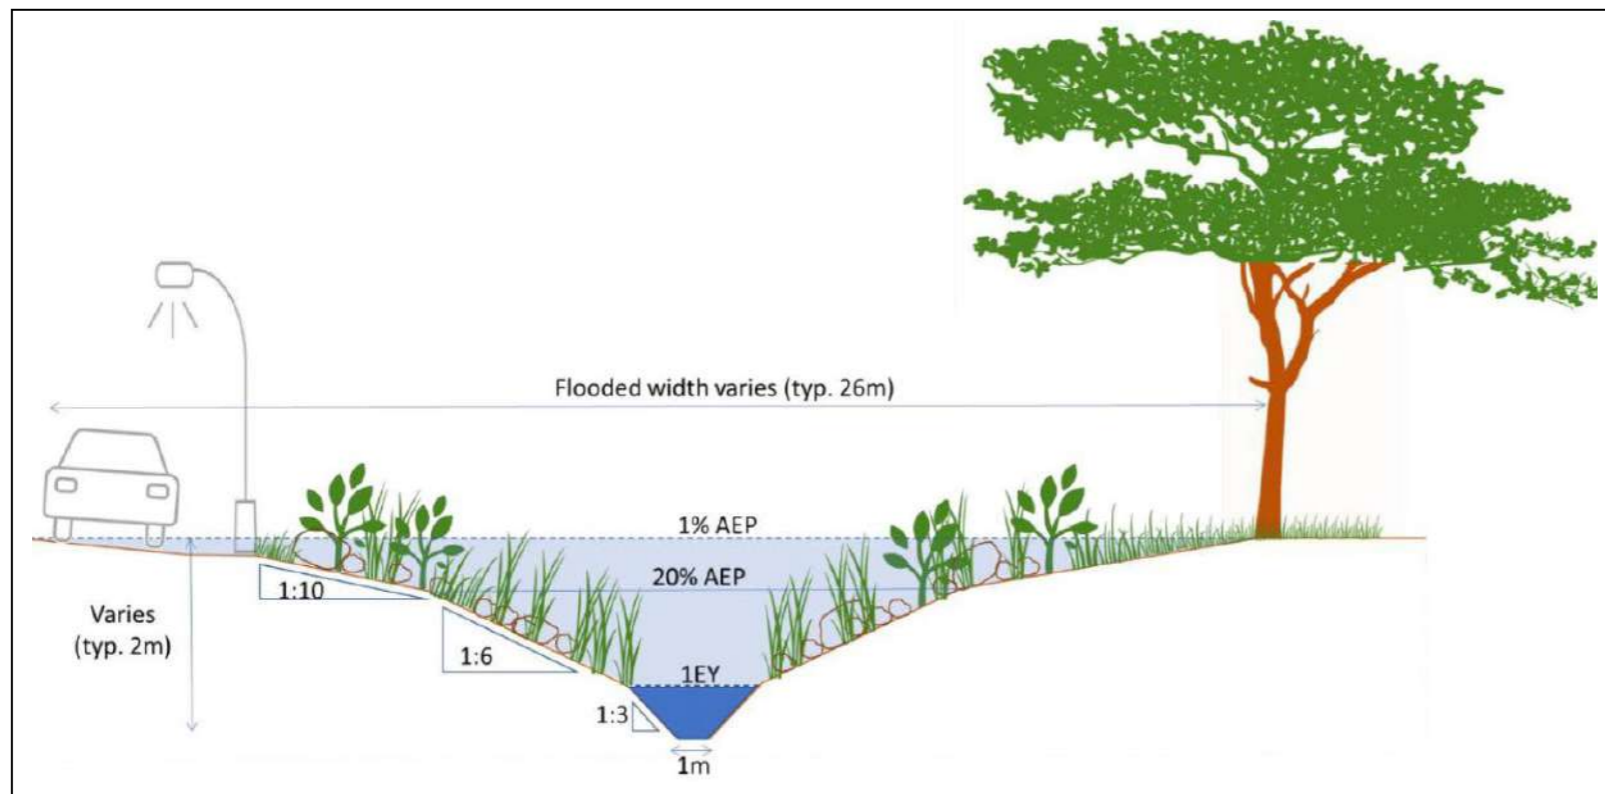 Flooded width varies (typ. 26m)
1% AEP
20% AEP
1:10
Varies
(typ. 2m)
1:6
1EY
1:3
1m